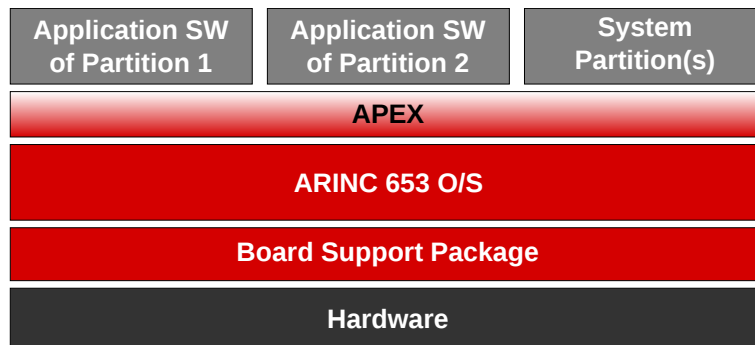 Application SW
of Partition 1
Application SW
of Partition 2
System
Partition(s)
APEX
ARINC 653 O/S
Board Support Package
Hardware